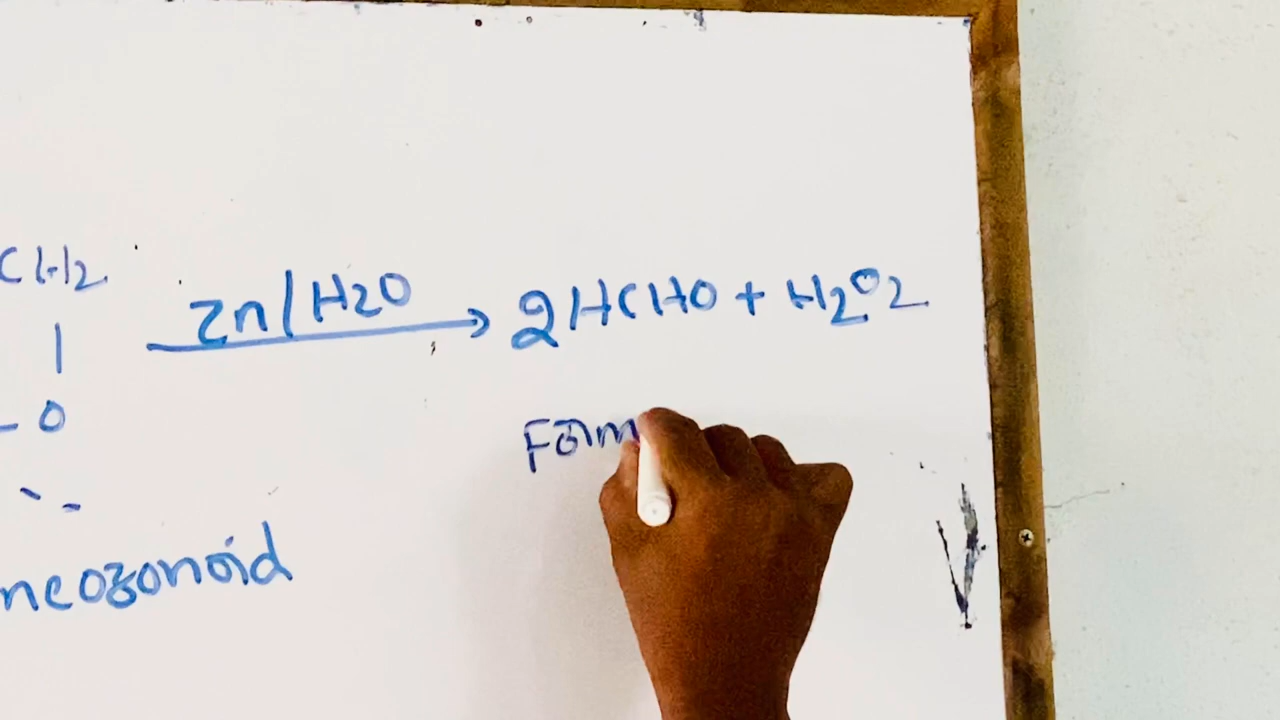 CH2
Zn/H2O
2HCHO + H2O2
O
Form
neozonoid